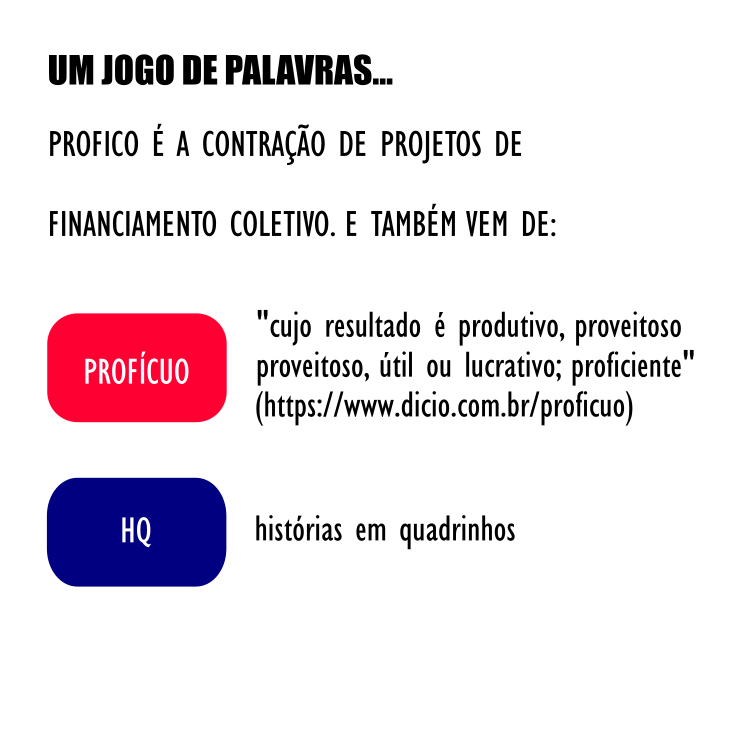 UM JOGO DE PALAVRAS...
PROFICO É A CONTRAÇÃO DE PROJETOS DE
FINANCIAMENTO COLETIVO. E TAMBÉM VEM DE:
PROFÍCUO
"cujo resultado é produtivo, proveitoso
proveitoso, útil ou lucrativo; proficiente"
(https://www.dicio.com.br/proficuo)
HQ
histórias em quadrinhos